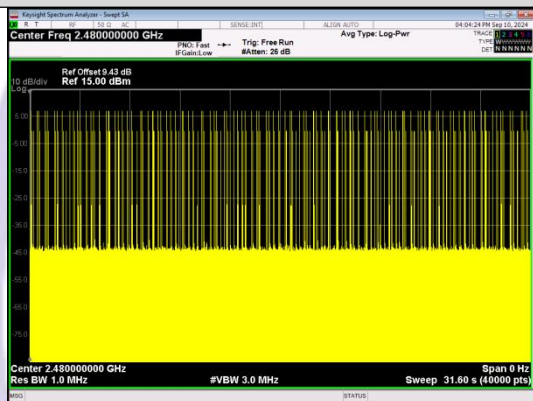 Keysight Spectrum Analyzer - Swept SA
R T RF 50 Ω AC SENSE:INT ALIGN AUTO 04:04:24 PM Sep 10, 2024
Center Freq 2.480000000 GHz Avg Type: Log-Pwr TRACE 1 2 3 4 5 6
PNO: Fast Trig: Free Run TYPE
IFGain:Low #Atten: 26 dB DET N N N N N N
Ref Offset 9.43 dB
10 dB/div Ref 15.00 dBm
Log
5.00
-5.00
-15.0
-25.0
-35.0
-45.0
-55.0
-65.0
-75.0
Center 2.480000000 GHz Span 0 Hz
Res BW 1.0 MHz #VBW 3.0 MHz Sweep 31.60 s (40000 pts)
MSG STATUS